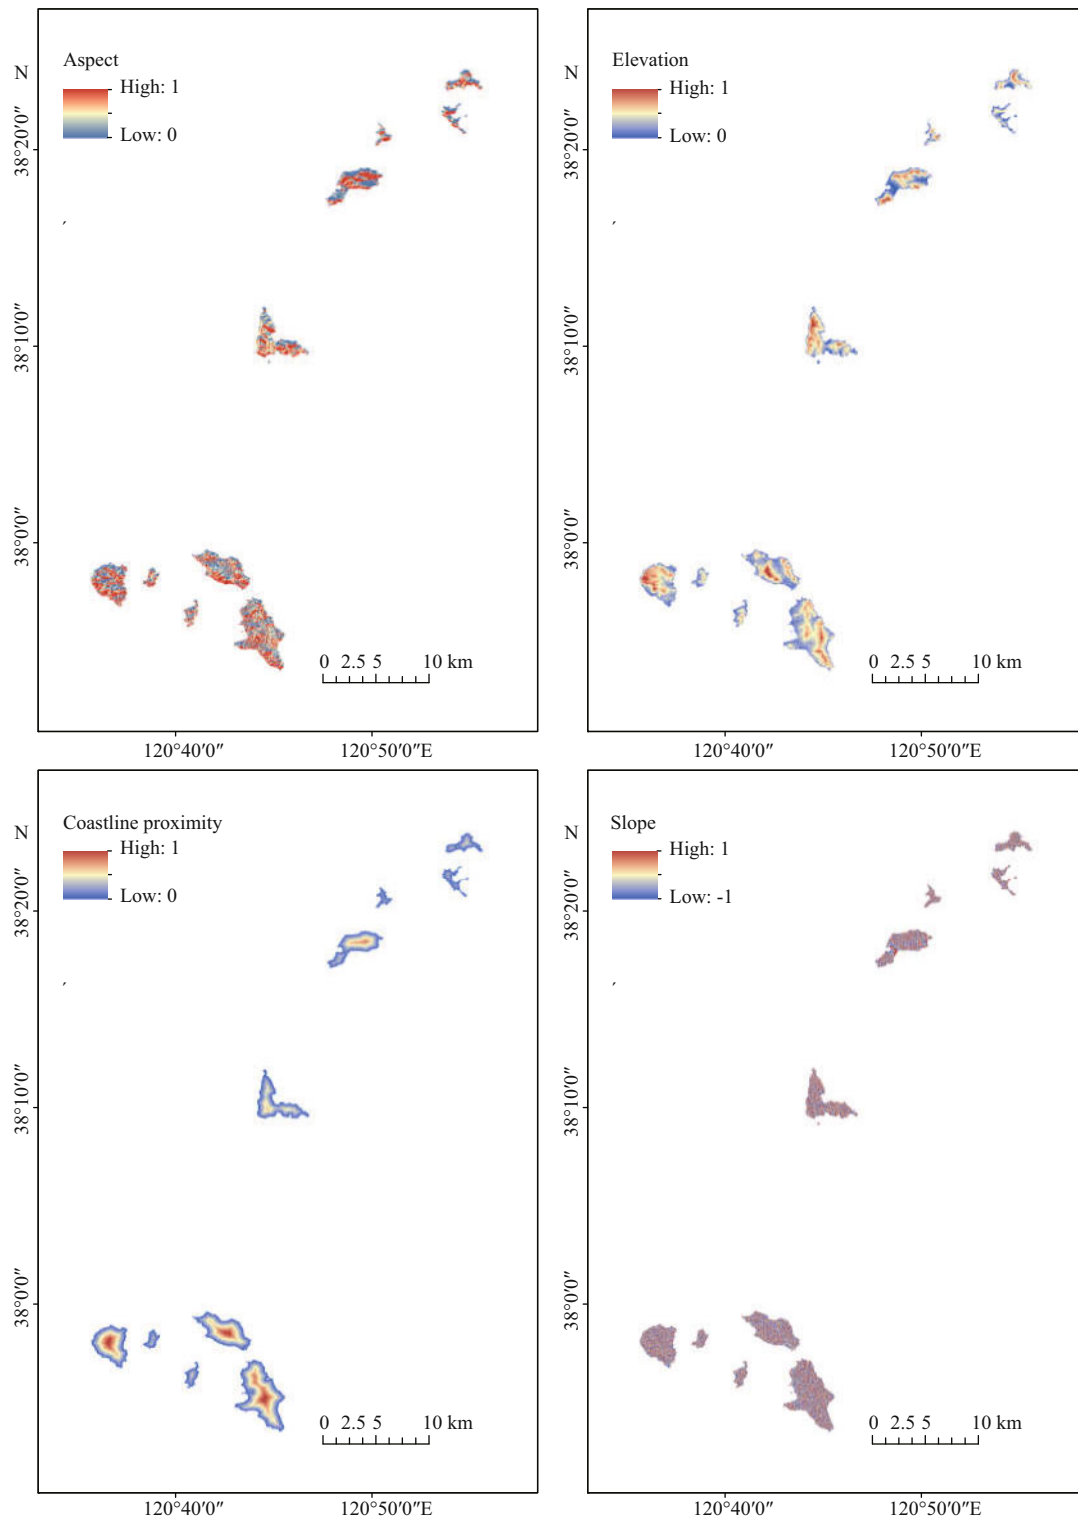 Aspect
N
High: 1
Low: 0
38°20′0″
′
38°10′0″
38°0′0″
0 2.5 5 10 km
120°40′0″ 120°50′0″E
Elevation
N
High: 1
0
38°20′0″
′
38°10′0″
38°0′0″
0 2.5 5 10 km
120°40′0″ 120°50′0″E
Coastline proximity
N
High: 1
Low: 0
38°20′0″
′
38°10′0″
38°0′0″
0 2.5 5 10 km
120°40′0″ 120°50′0″E
Slope
N
High: 1
Low: -1
38°20′0″
′
38°10′0″
38°0′0″
0 2.5 5 10 km
120°40′0″ 120°50′0″E